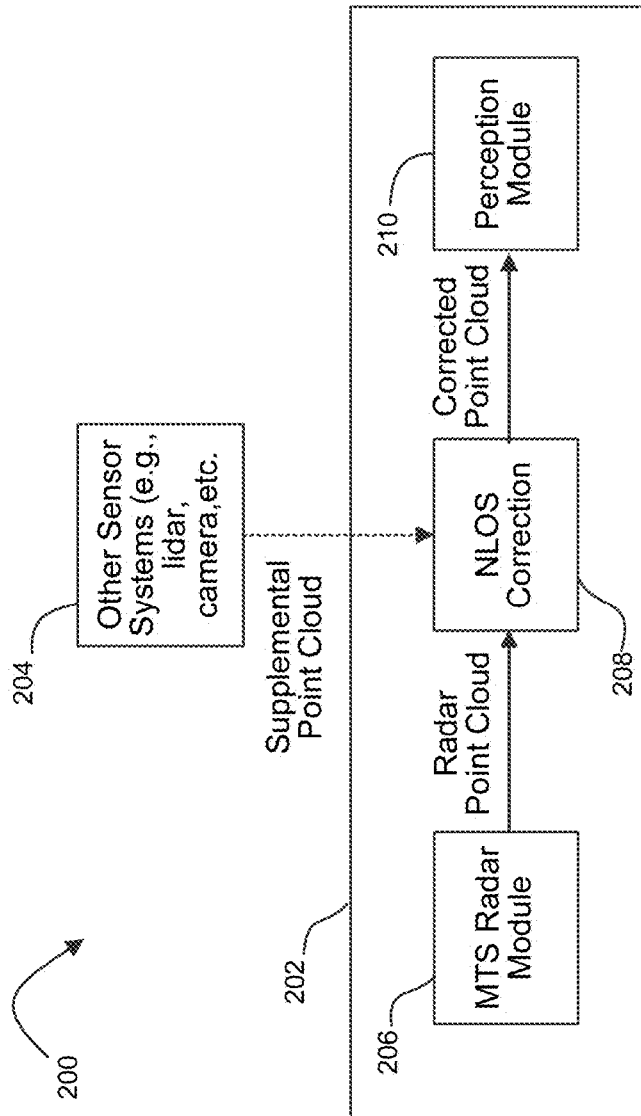 200
204
Other Sensor
Systems (e.g.,
lidar,
camera,etc.
Supplemental
Point Cloud
202
206
MTS Radar
Module
Radar
Point Cloud
NLOS
Correction
208
Corrected
Point Cloud
210
Perception
Module